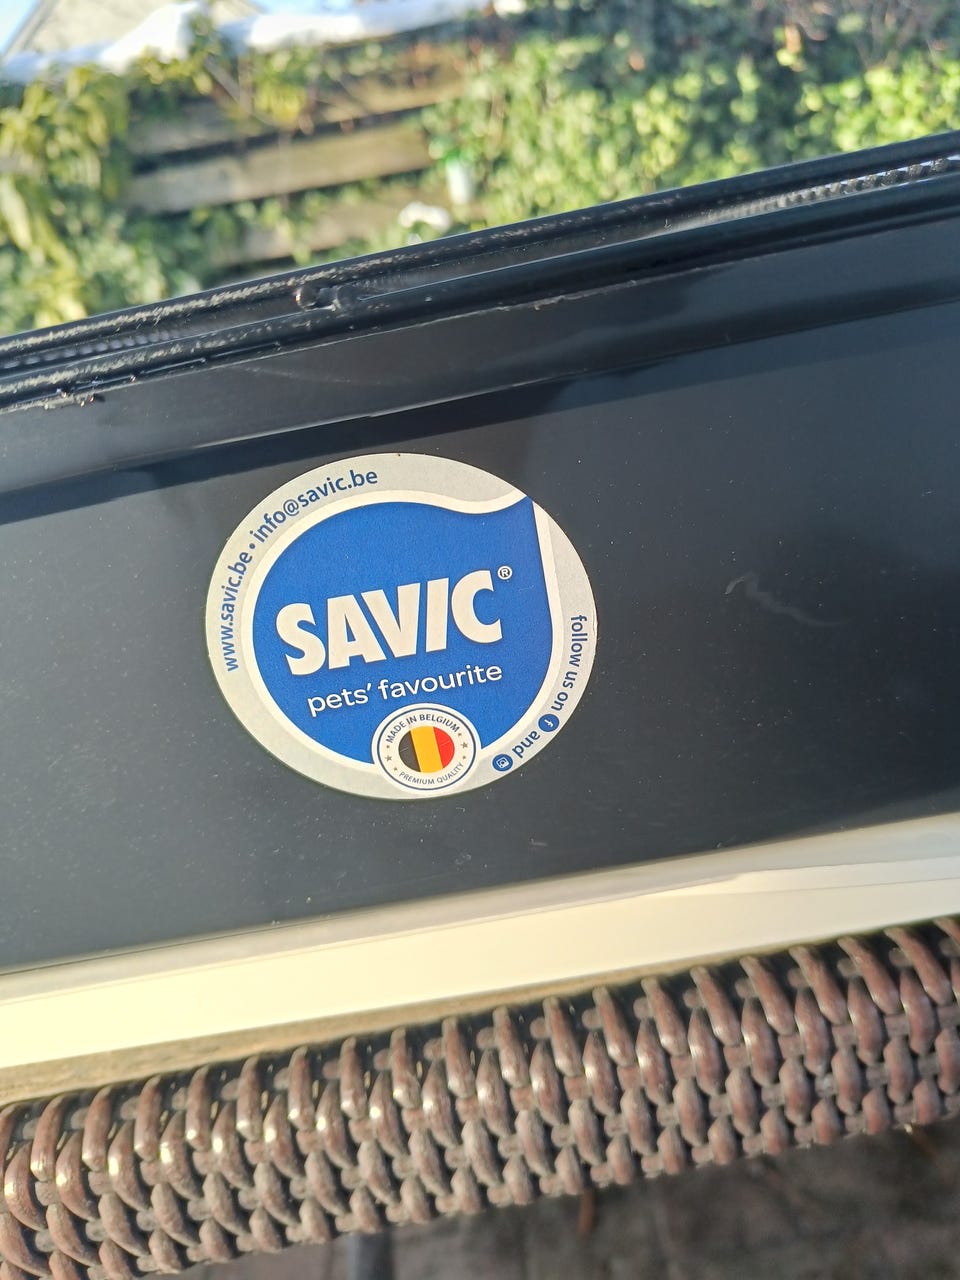 www.savic.be • info@savic.be
SAVIC®
pets' favourite
MADE IN BELGIUM
PREMIUM QUALITY
follow us on f and